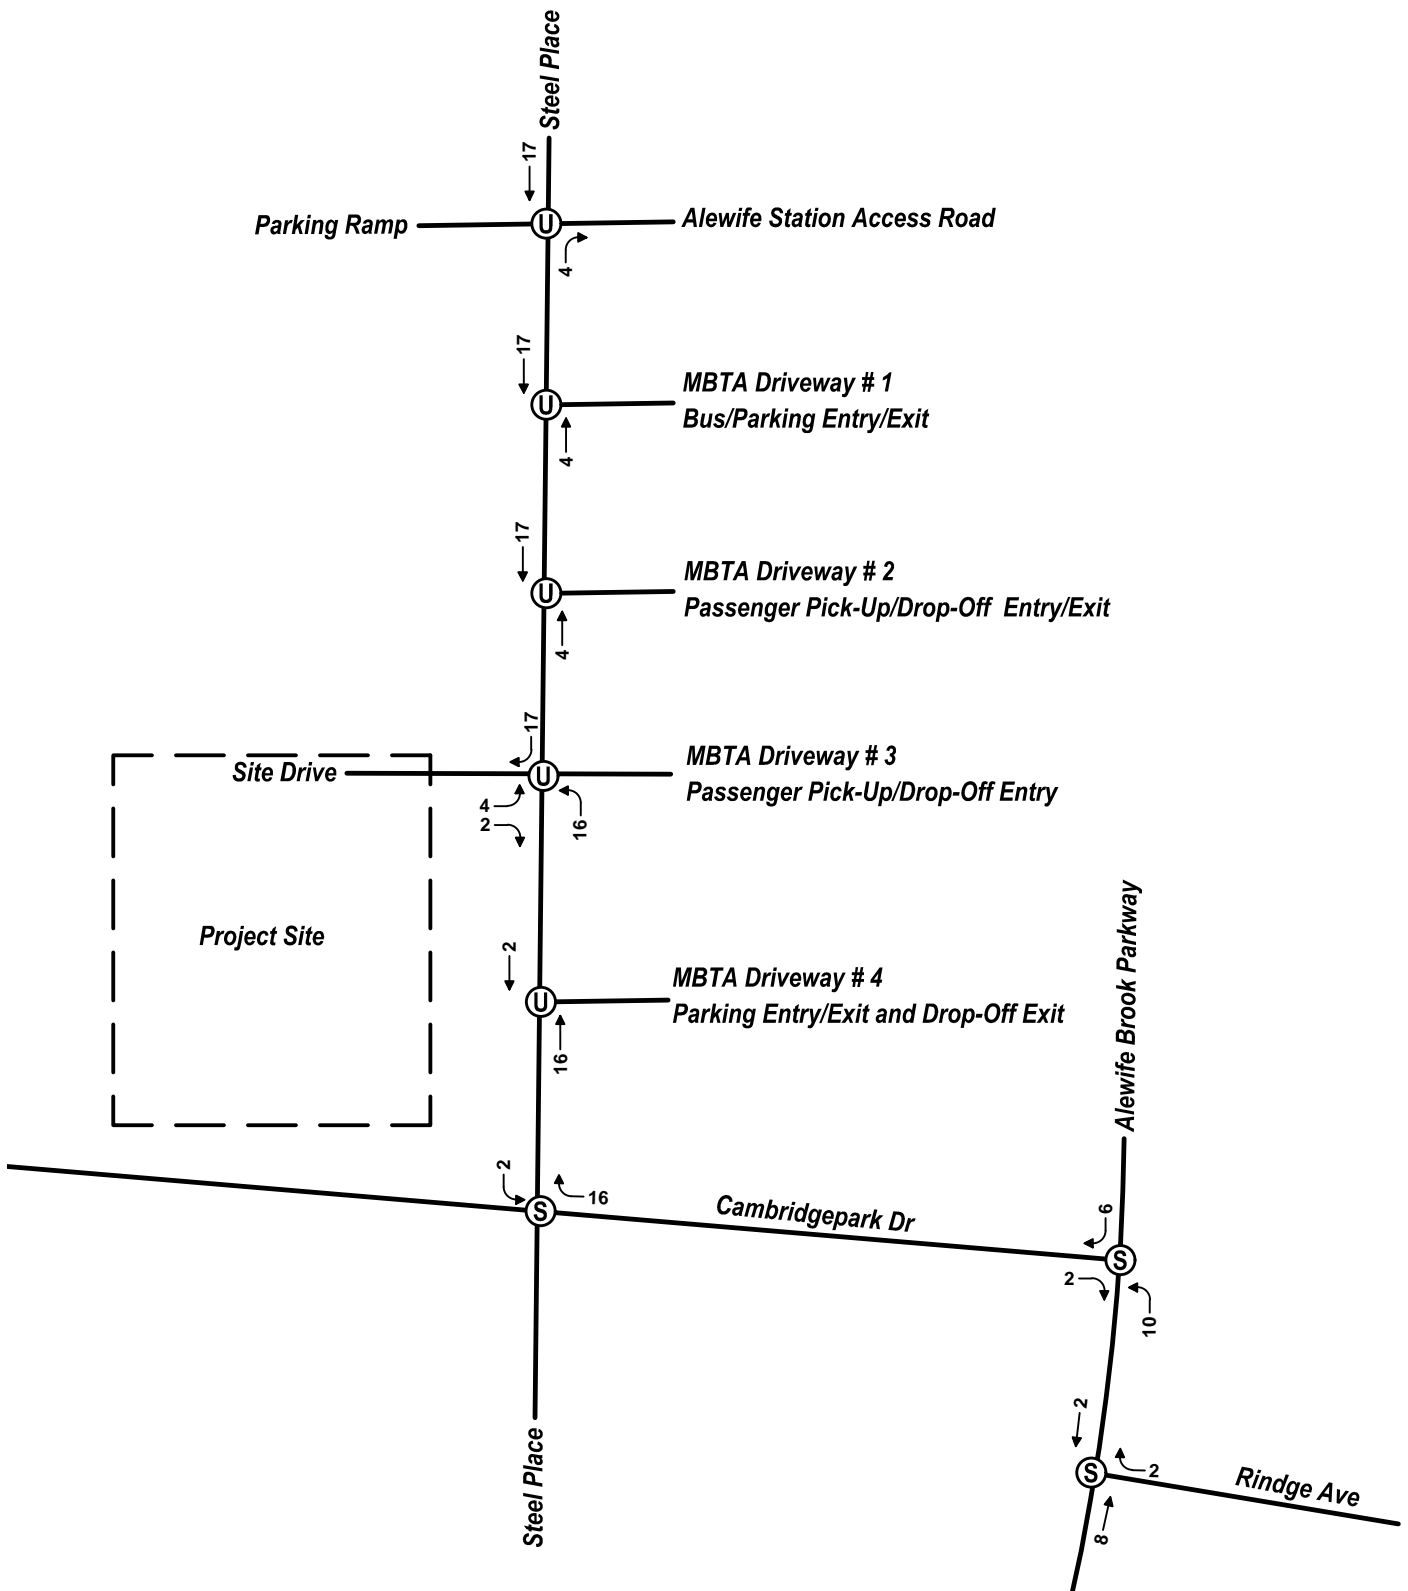 Steel Place
17
Parking Ramp
U
Alewife Station Access Road
4
17
MBTA Driveway # 1
U
Bus/Parking Entry/Exit
4
17
MBTA Driveway # 2
U
Passenger Pick-Up/Drop-Off Entry/Exit
4
17
MBTA Driveway # 3
Site Drive
U
Passenger Pick-Up/Drop-Off Entry
4
2
16
Project Site
2
MBTA Driveway # 4
U
Parking Entry/Exit and Drop-Off Exit
16
Alewife Brook Parkway
2
16
S
Cambridgepark Dr
6
S
2
10
Steel Place
2
S
2
Rindge Ave
8